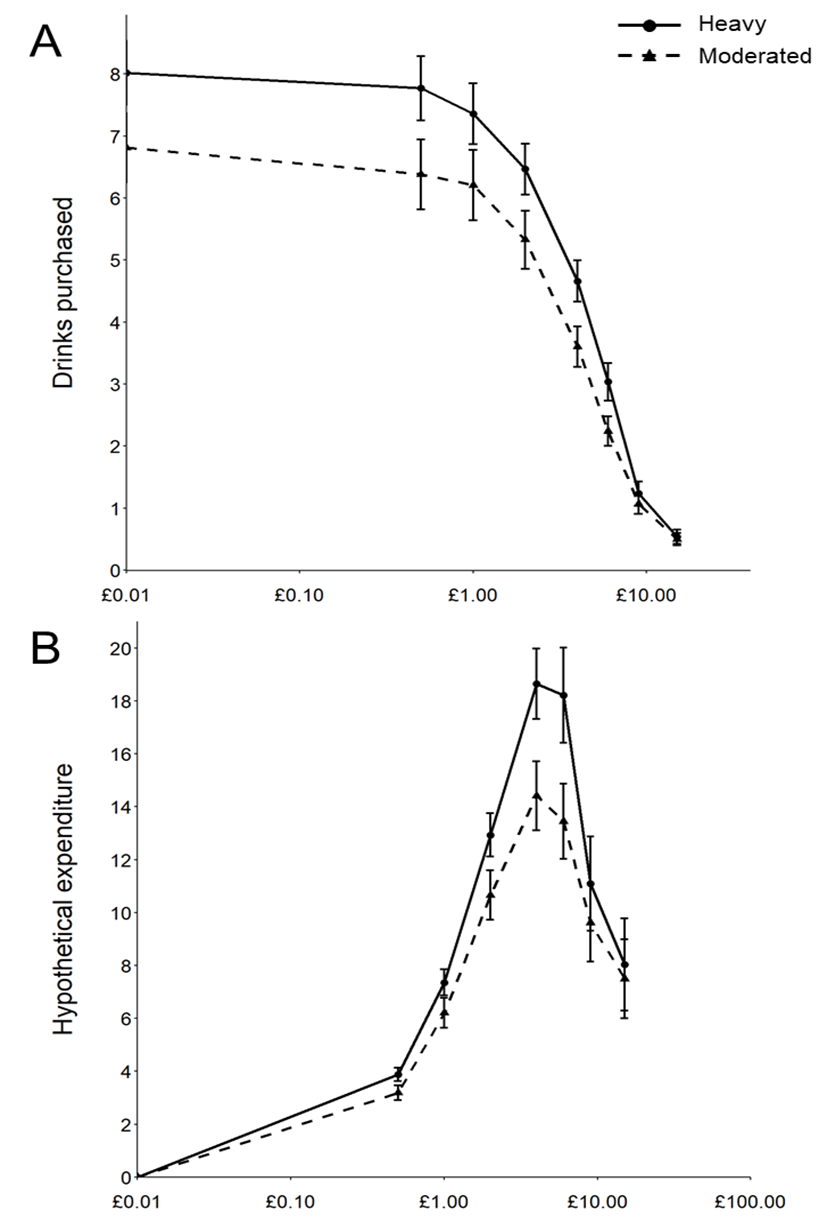 A
Heavy
Moderated
8
7
6
5
4
3
2
1
0
Drinks purchased
£0.01 £0.10 £1.00 £10.00
B
20
18
16
14
12
10
8
6
4
2
0
Hypothetical expenditure
£0.01 £0.10 £1.00 £10.00 £100.00